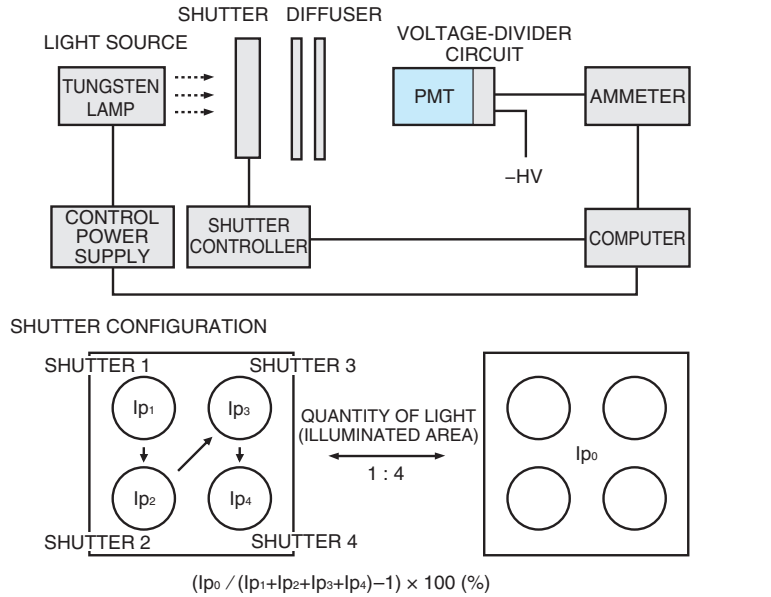 SHUTTER DIFFUSER
LIGHT SOURCE
VOLTAGE-DIVIDER
CIRCUIT
TUNGSTEN
LAMP
PMT
AMMETER
–HV
CONTROL
POWER
SUPPLY
SHUTTER
CONTROLLER
COMPUTER
SHUTTER CONFIGURATION
SHUTTER 1
SHUTTER 3
Ip1
Ip3
QUANTITY OF LIGHT
(ILLUMINATED AREA)
1 : 4
Ip0
Ip2
Ip4
SHUTTER 2
SHUTTER 4
(Ip0 / (Ip1+Ip2+Ip3+Ip4)–1) × 100 (%)